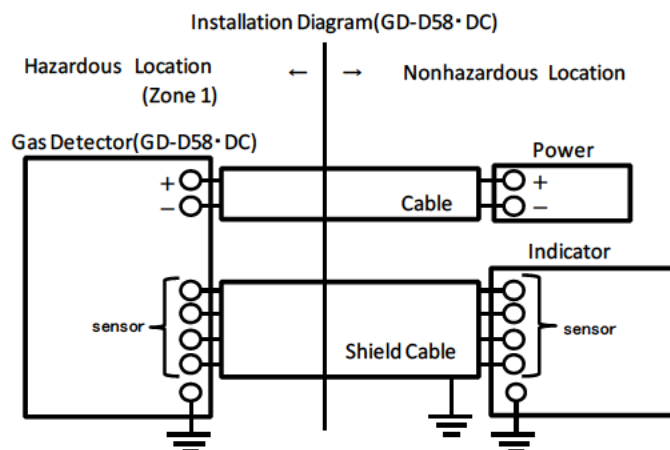 Installation Diagram(GD-D58・DC)
Hazardous Location ← → Nonhazardous Location
(Zone 1)
Gas Detector(GD-D58・DC)
Power
+ +
− Cable −
Indicator
sensor sensor
Shield Cable